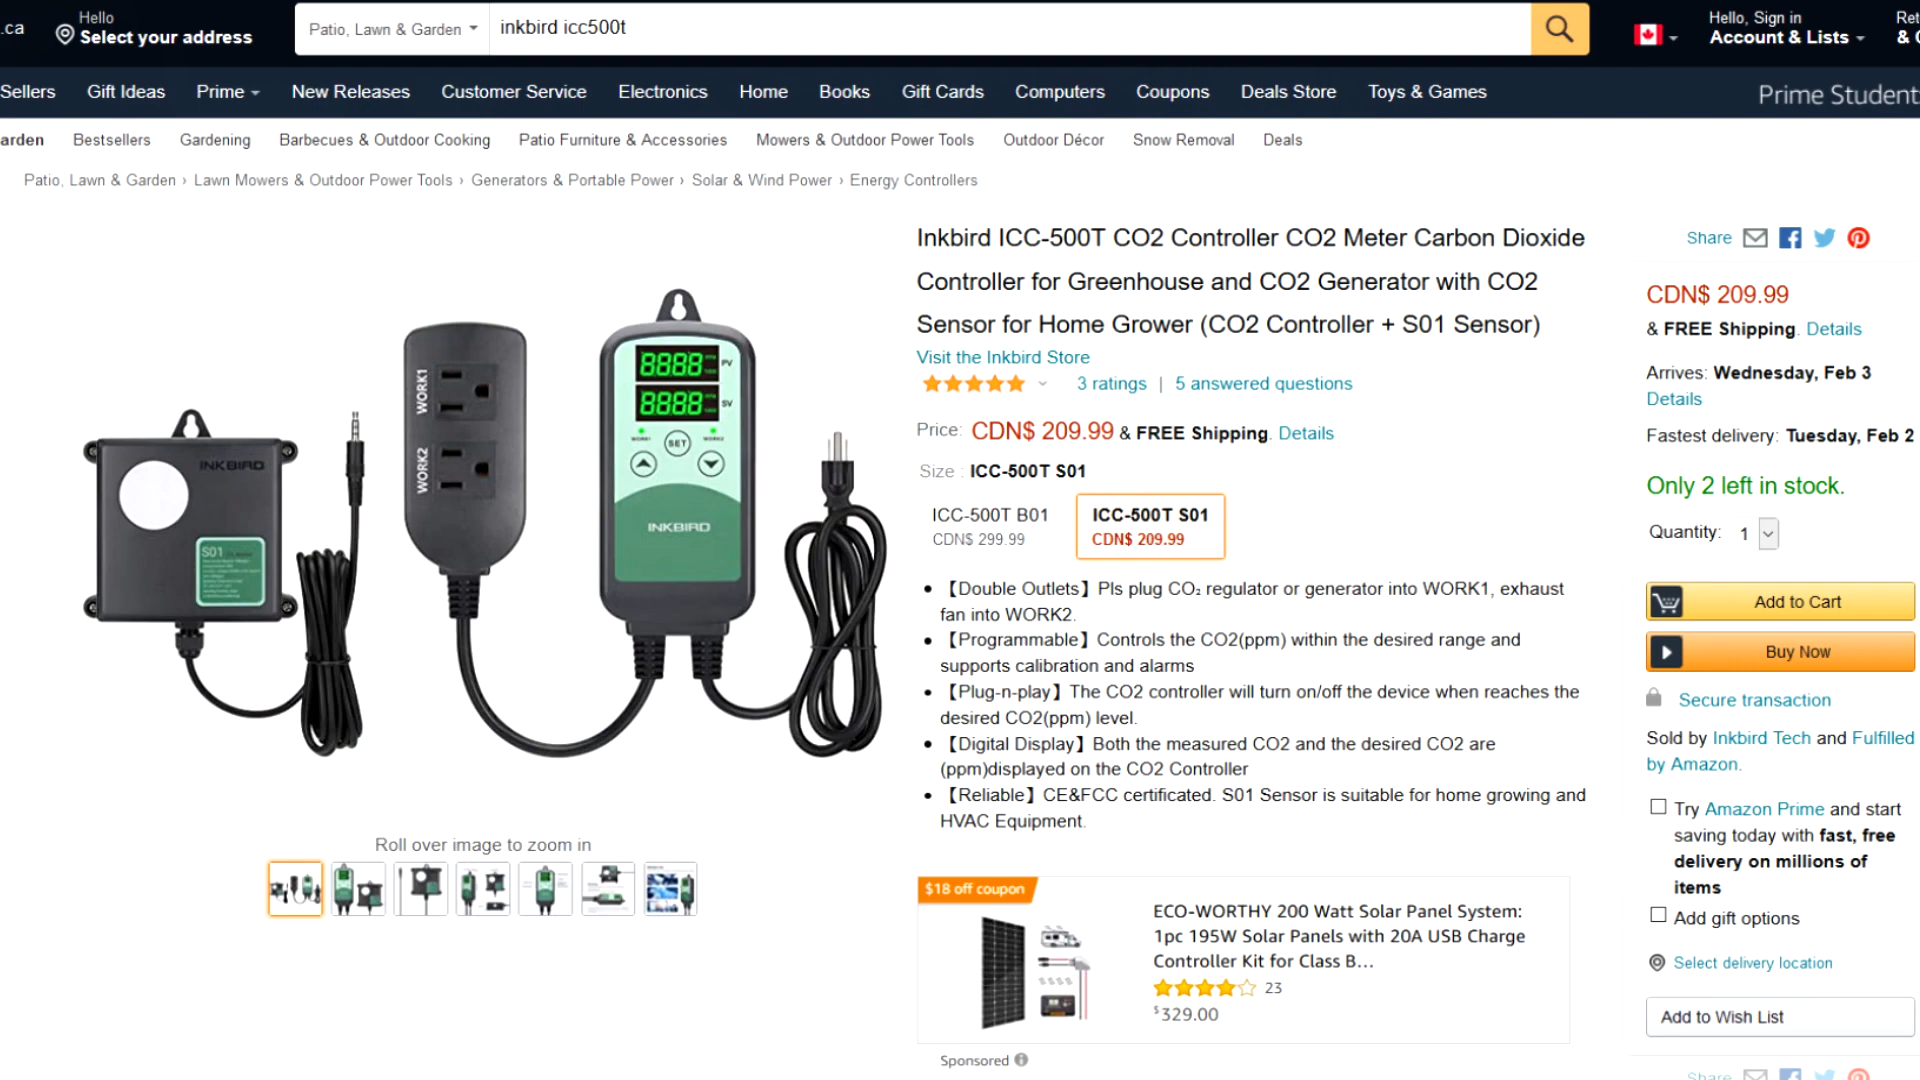 .ca
Hello
Select your address
Patio, Lawn & Garden
inkbird icc500t
Hello, Sign in
Account & Lists
Ret
& O
Sellers
Gift Ideas
Prime
New Releases
Customer Service
Electronics
Home
Books
Gift Cards
Computers
Coupons
Deals Store
Toys & Games
Prime Student
arden
Bestsellers
Gardening
Barbecues & Outdoor Cooking
Patio Furniture & Accessories
Mowers & Outdoor Power Tools
Outdoor Décor
Snow Removal
Deals
Patio, Lawn & Garden › Lawn Mowers & Outdoor Power Tools › Generators & Portable Power › Solar & Wind Power › Energy Controllers
INKBIRD
S01
WORK1
WORK2
8888
PV
8888
SV
WORK1
SET
WORK2
INKBIRD
Roll over image to zoom in
Inkbird ICC-500T CO2 Controller CO2 Meter Carbon Dioxide
Controller for Greenhouse and CO2 Generator with CO2
Sensor for Home Grower (CO2 Controller + S01 Sensor)
Visit the Inkbird Store
3 ratings | 5 answered questions
Price: CDN$ 209.99 & FREE Shipping. Details
Size : ICC-500T S01
ICC-500T B01
CDN$ 299.99
ICC-500T S01
CDN$ 209.99
• 【Double Outlets】Pls plug CO₂ regulator or generator into WORK1, exhaust
fan into WORK2.
• 【Programmable】Controls the CO2(ppm) within the desired range and
supports calibration and alarms
• 【Plug-n-play】The CO2 controller will turn on/off the device when reaches the
desired CO2(ppm) level.
• 【Digital Display】Both the measured CO2 and the desired CO2 are
(ppm)displayed on the CO2 Controller
• 【Reliable】CE&FCC certificated. S01 Sensor is suitable for home growing and
HVAC Equipment.
$18 off coupon
ECO-WORTHY 200 Watt Solar Panel System:
1pc 195W Solar Panels with 20A USB Charge
Controller Kit for Class B…
23
$329.00
Sponsored
Share
CDN$ 209.99
& FREE Shipping. Details
Arrives: Wednesday, Feb 3
Details
Fastest delivery: Tuesday, Feb 2
Only 2 left in stock.
Quantity: 1
Add to Cart
Buy Now
Secure transaction
Sold by Inkbird Tech and Fulfilled
by Amazon.
Try Amazon Prime and start
saving today with fast, free
delivery on millions of
items
Add gift options
Select delivery location
Add to Wish List
Share